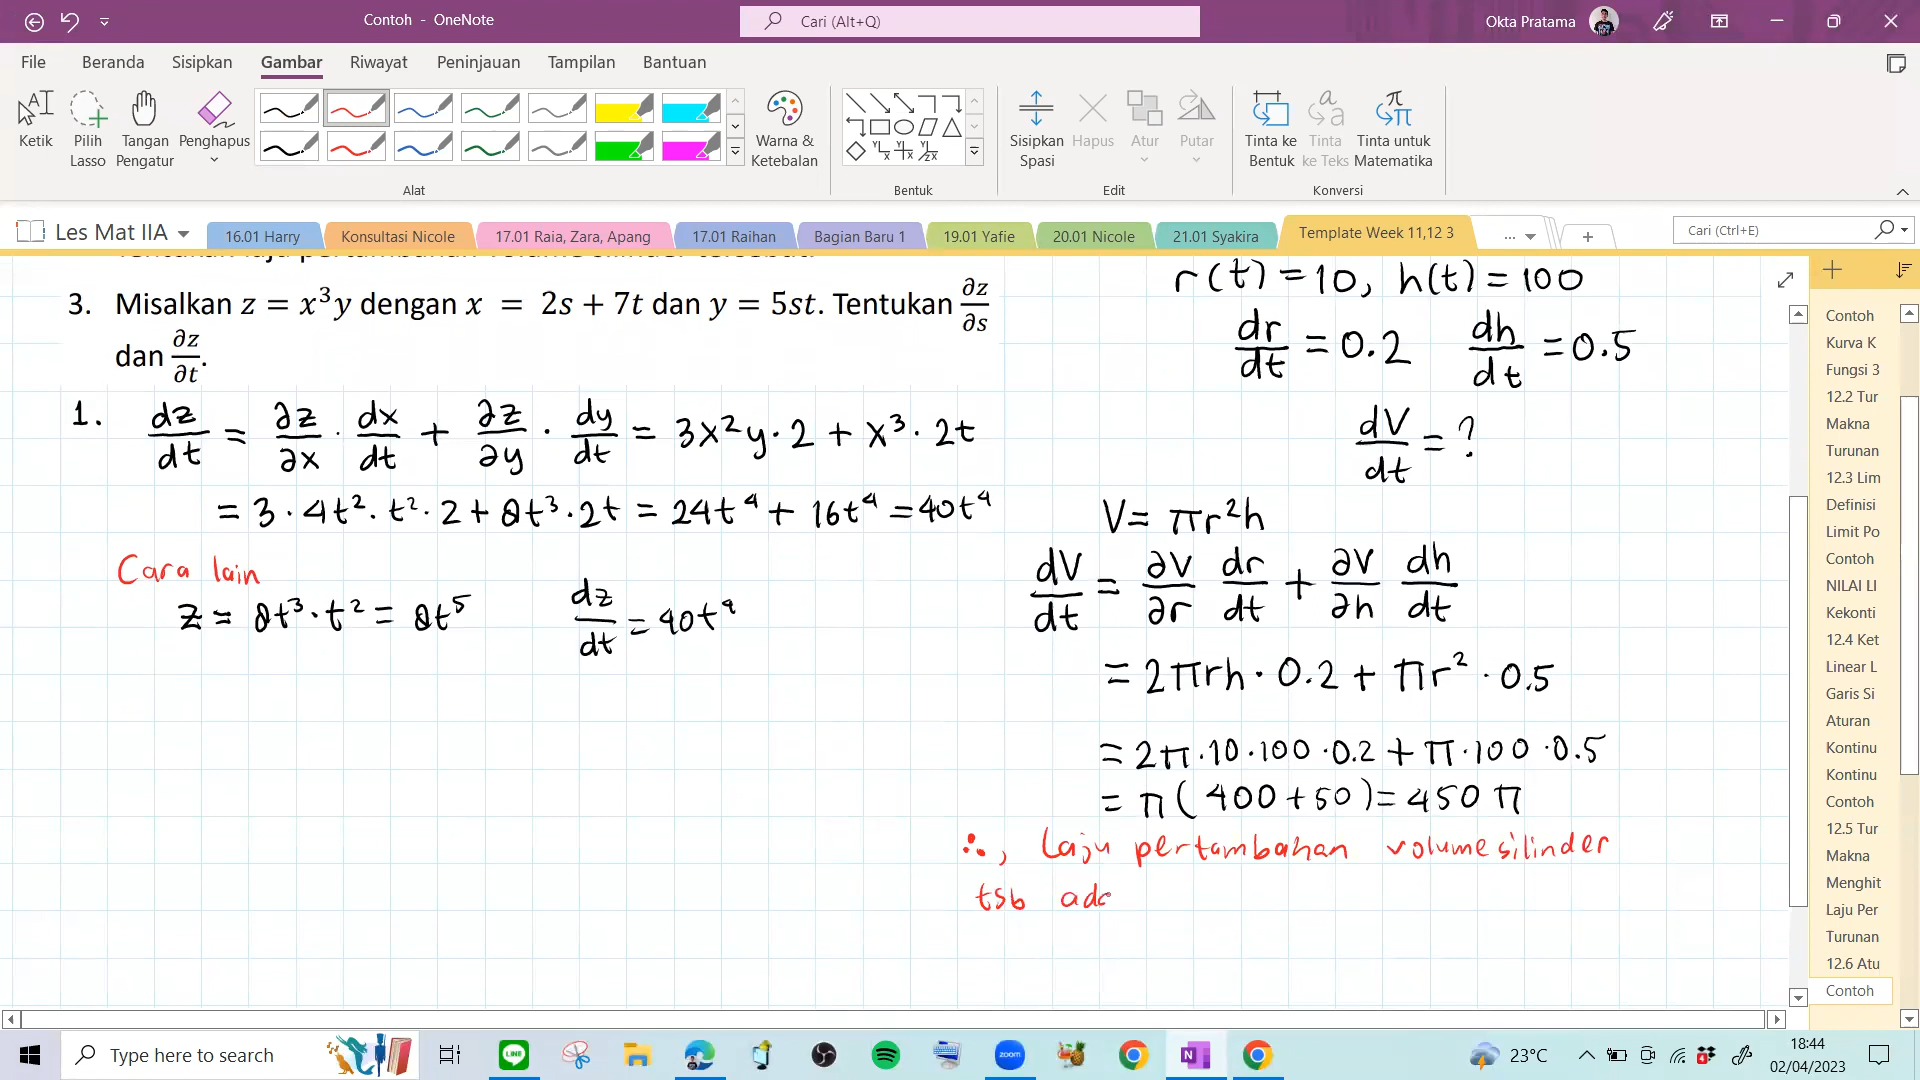 Contoh - OneNote
Cari (Alt+Q)
Okta Pratama
File Beranda Sisipkan Gambar Riwayat Peninjauan Tampilan Bantuan
Ketik
Pilih Lasso
Tangan Pengatur
Penghapus
Warna & Ketebalan
Sisipkan Spasi
Hapus
Atur
Putar
Tinta ke Bentuk
Tinta ke Teks
Tinta untuk Matematika
Alat
Bentuk
Edit
Konversi
Les Mat IIA
16.01 Harry
Konsultasi Nicole
17.01 Raia, Zara, Apang
17.01 Raihan
Bagian Baru 1
19.01 Yafie
20.01 Nicole
21.01 Syakira
Template Week 11,12 3
...
Cari (Ctrl+E)
3. Misalkan z = x³y dengan x = 2s + 7t dan y = 5st. Tentukan ∂z/∂s
dan ∂z/∂t.
1. dz/dt = ∂z/∂x · dx/dt + ∂z/∂y · dy/dt = 3x²y · 2 + x³ · 2t
= 3 · 4t² · t² · 2 + 8t³ · 2t = 24t⁴ + 16t⁴ = 40t⁴
Cara lain
z = 8t³ · t² = 8t⁵ dz/dt = 40t⁴
r(t) = 10, h(t) = 100
dr/dt = 0.2 dh/dt = 0.5
dV/dt = ?
V = πr²h
dV/dt = ∂V/∂r dr/dt + ∂V/∂h dh/dt
= 2πrh · 0.2 + πr² · 0.5
= 2π · 10 · 100 · 0.2 + π · 100 · 0.5
= π(400 + 50) = 450 π
∴, Laju pertambahan volume silinder
tsb ada
Contoh
Kurva K
Fungsi 3
12.2 Tur
Makna
Turunan
12.3 Lim
Definisi
Limit Po
Contoh
NILAI LI
Kekonti
12.4 Ket
Linear L
Garis Si
Aturan
Kontinu
Kontinu
Contoh
12.5 Tur
Makna
Menghit
Laju Per
Turunan
12.6 Atu
Contoh
Type here to search
LINE
zoom
23°C
18:44
02/04/2023